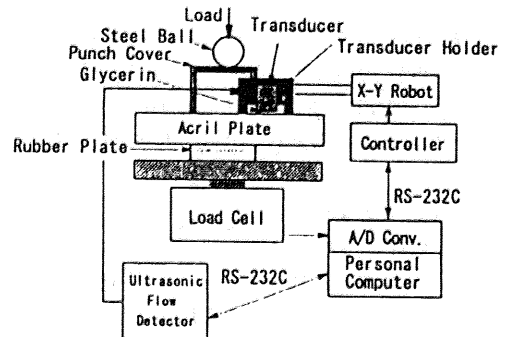 Load
Steel Ball
Transducer
Punch Cover
Transducer Holder
Glycerin
X-Y Robot
Acril Plate
Controller
Rubber Plate
RS-232C
Load Cell
A/D Conv.
Personal
Computer
RS-232C
Ultrasonic
Flow
Detector